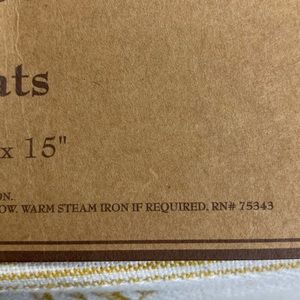 ats
x 15"
ON.
OW. WARM STEAM IRON IF REQUIRED, RN# 75343